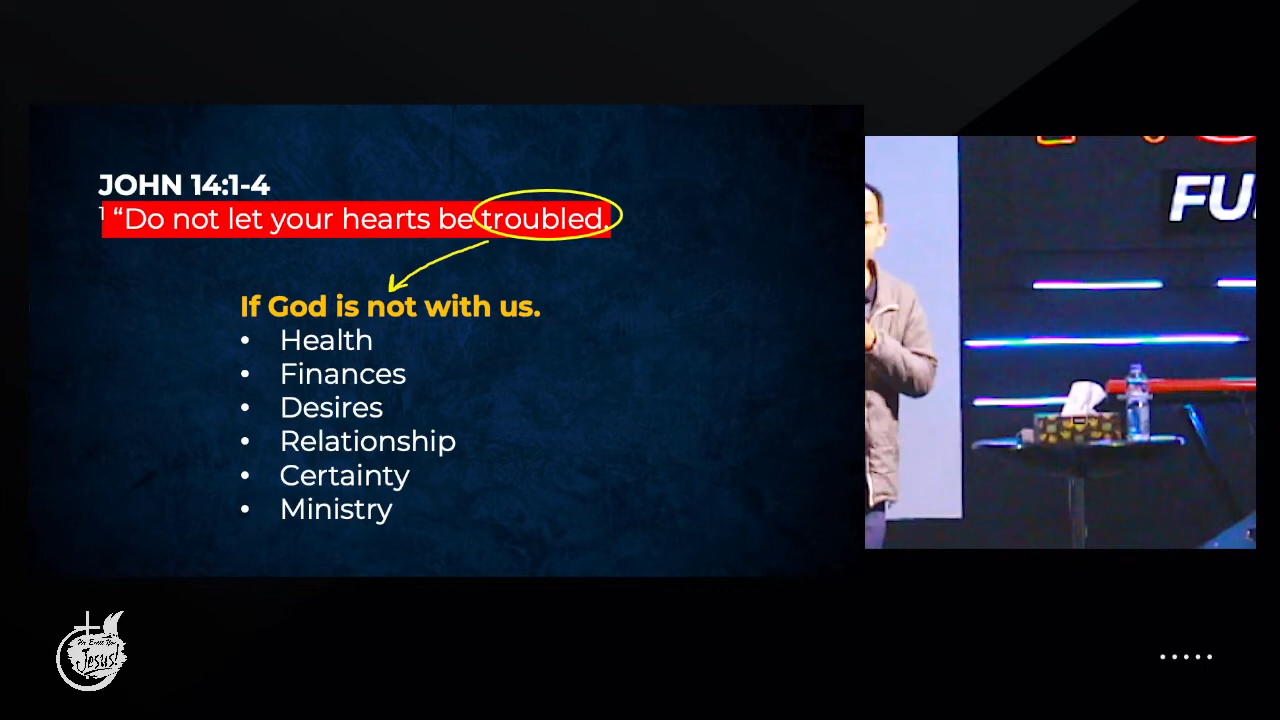 JOHN 14:1-4
1 “Do not let your hearts be troubled.
If God is not with us.
• Health
• Finances
• Desires
• Relationship
• Certainty
• Ministry
FU
Jesus!